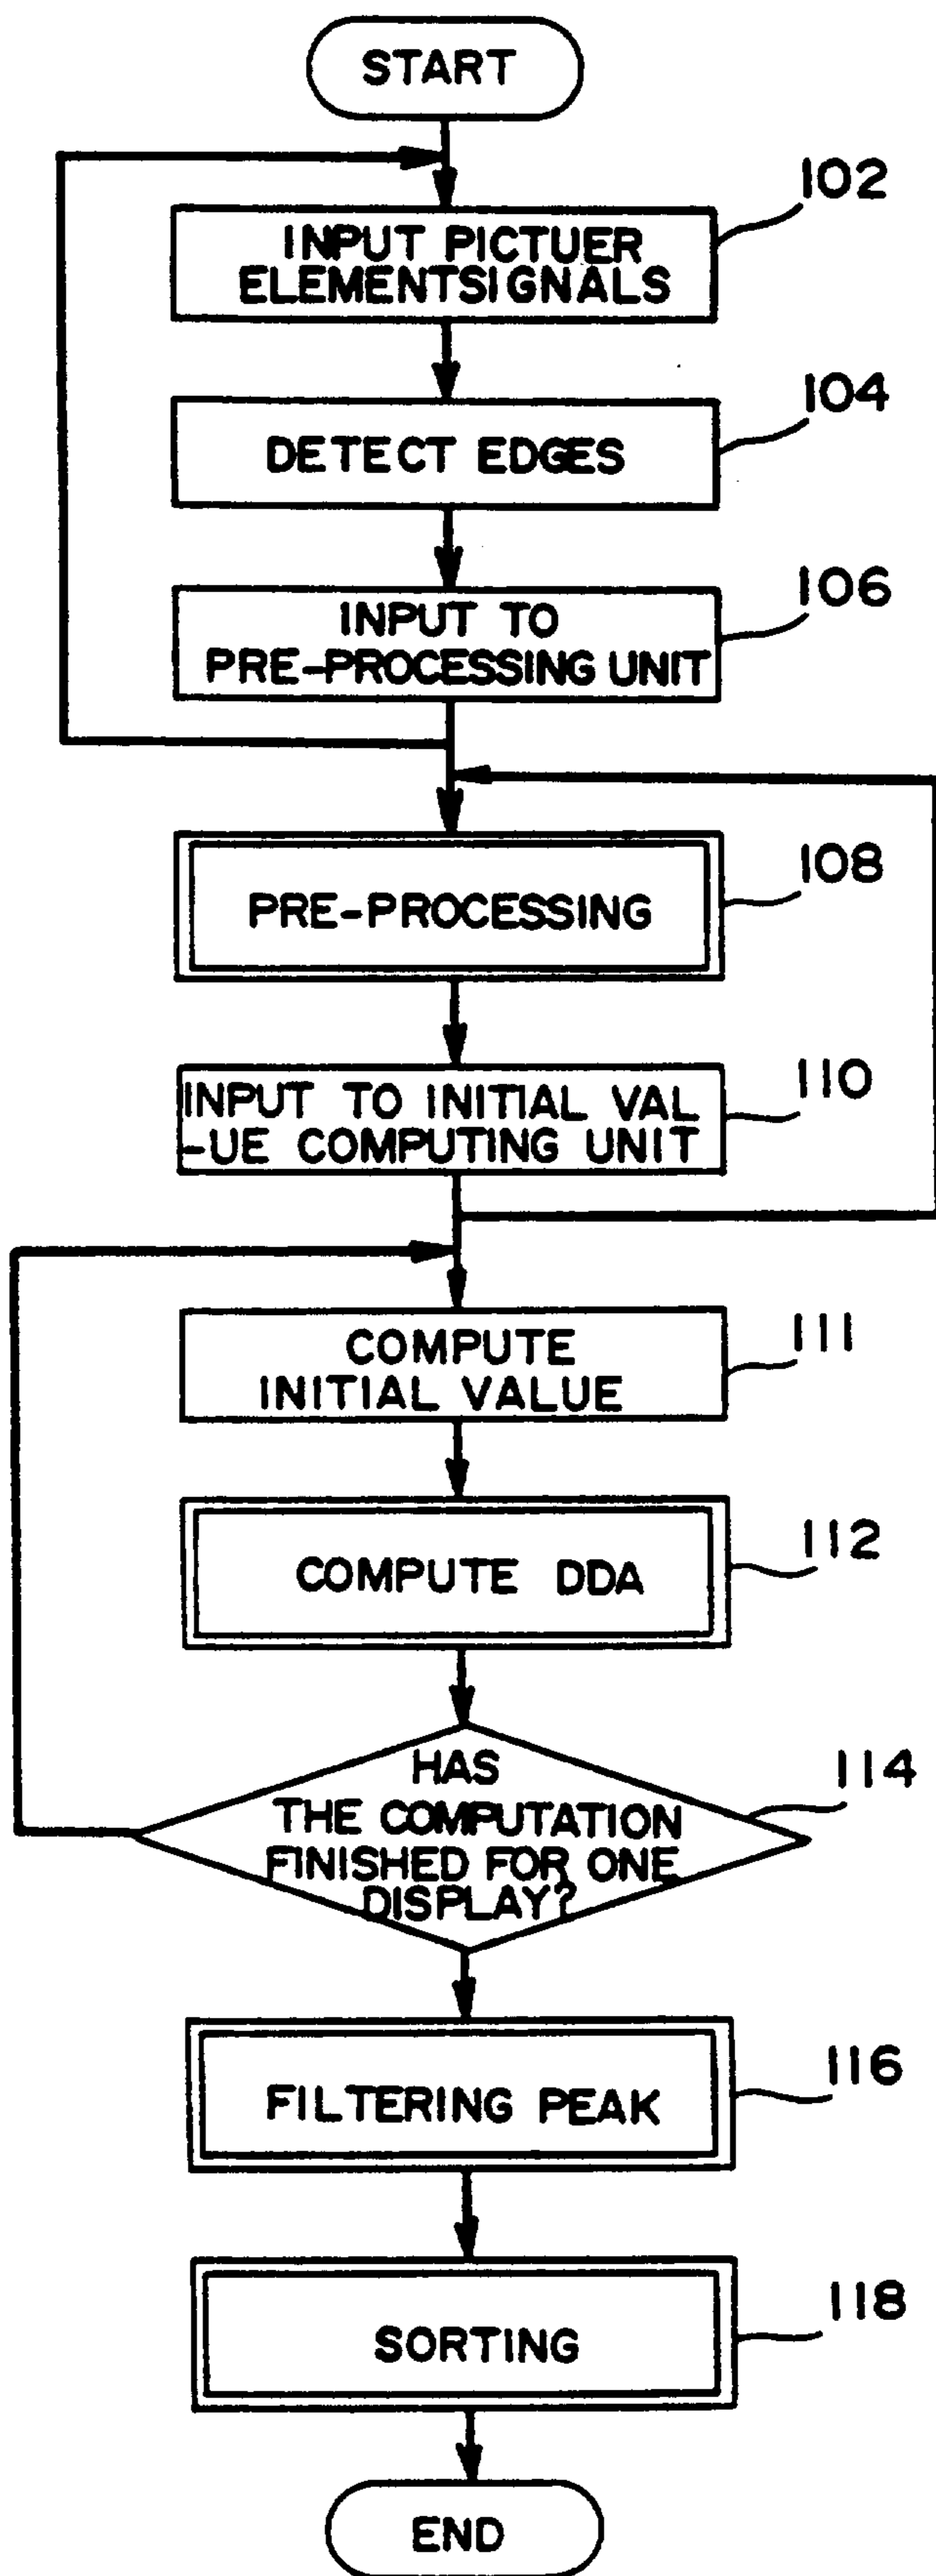 START
102
INPUT PICTUER
ELEMENTSIGNALS
104
DETECT EDGES
106
INPUT TO
PRE-PROCESSING UNIT
108
PRE-PROCESSING
110
INPUT TO INITIAL VAL
-UE COMPUTING UNIT
111
COMPUTE
INITIAL VALUE
112
COMPUTE DDA
114
HAS
THE COMPUTATION
FINISHED FOR ONE
DISPLAY?
116
FILTERING PEAK
118
SORTING
END